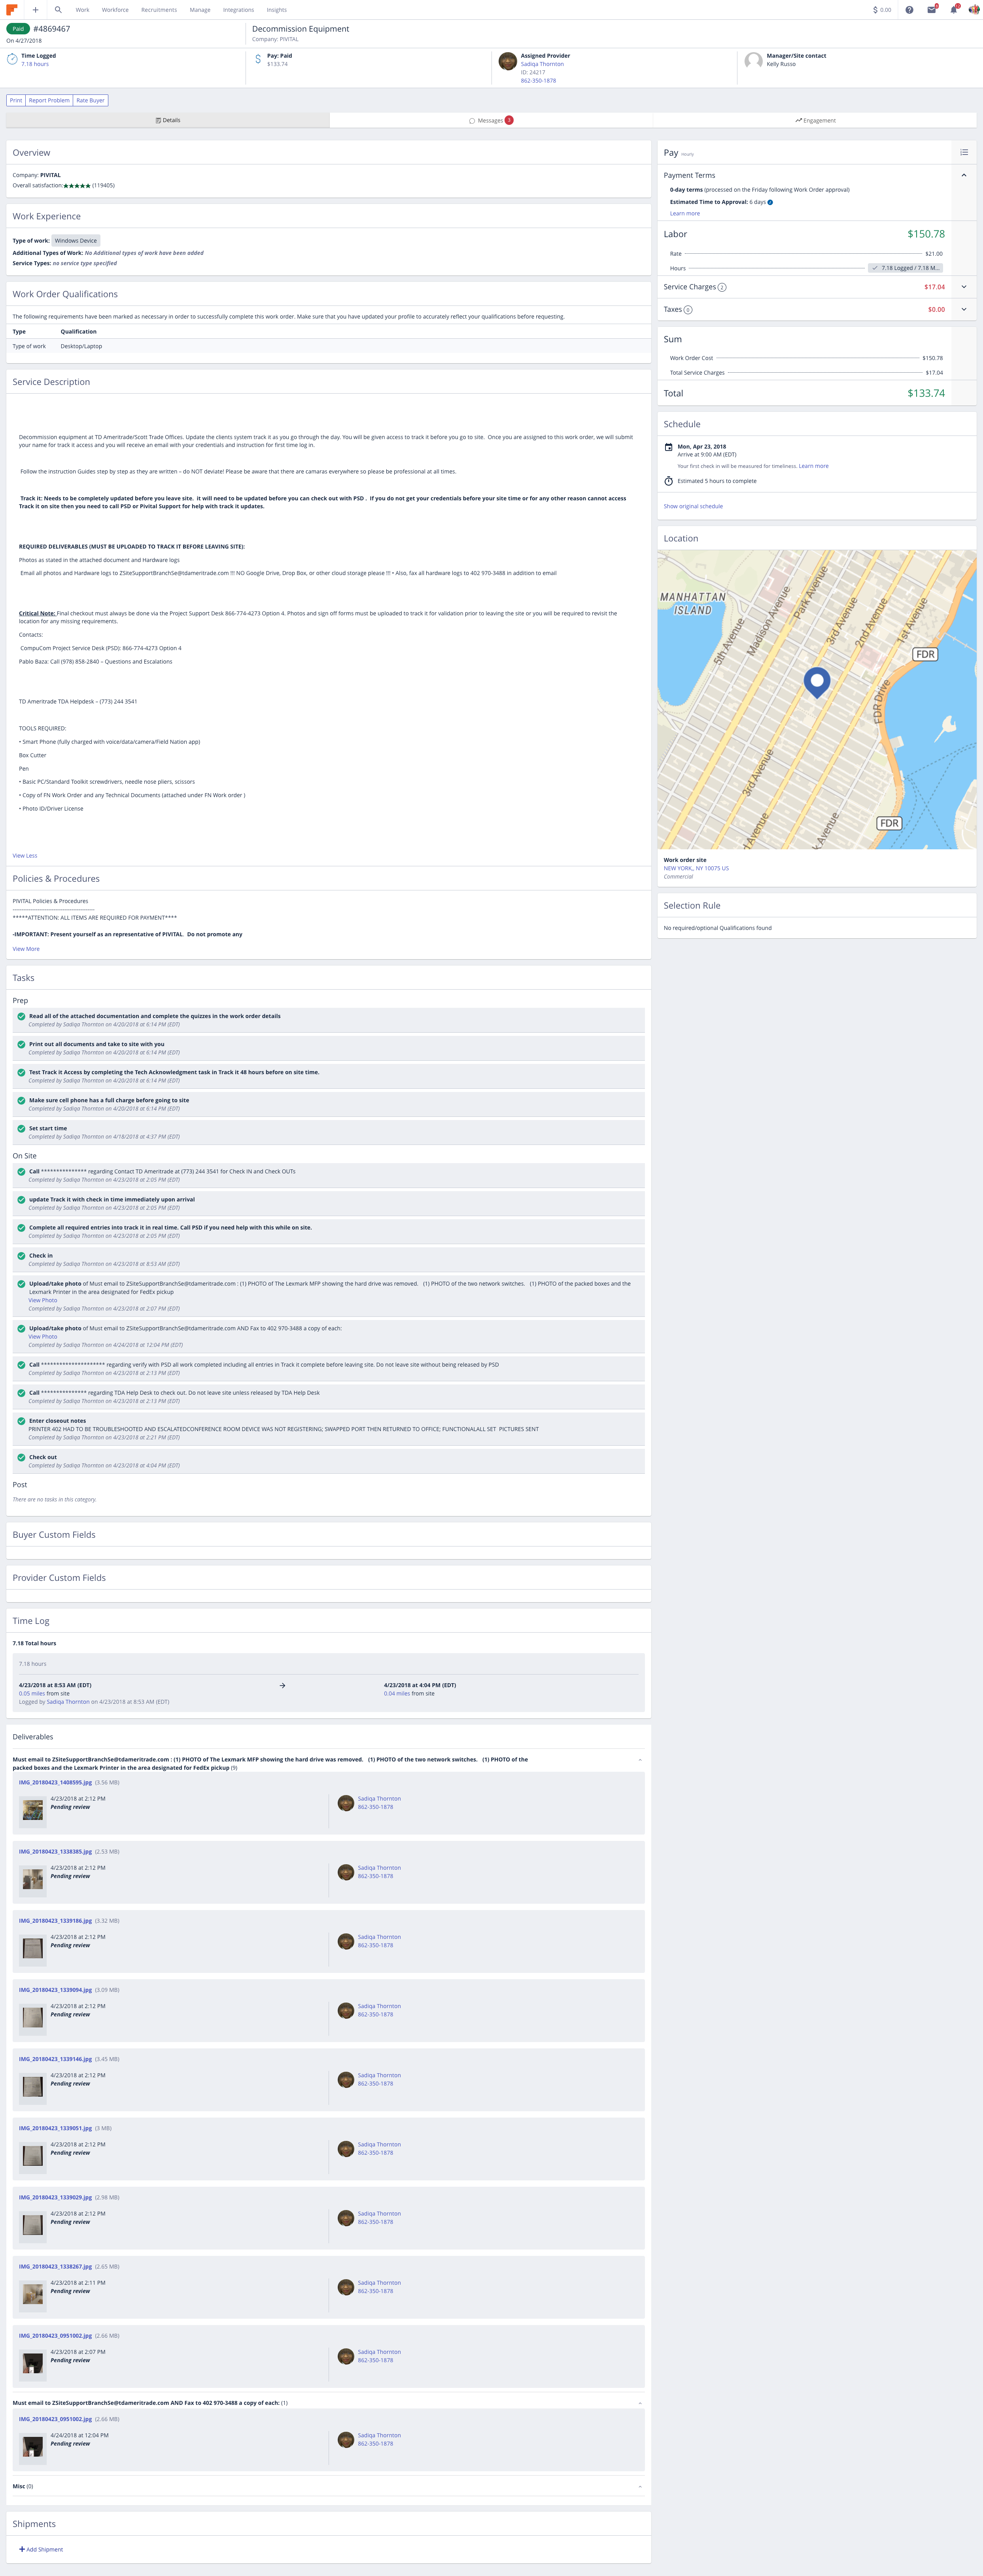 Work Workforce Recruitments Manage Integrations Insights
$ 0.00
Paid #4869467
On 4/27/2018
Decommission Equipment
Company: PIVITAL
Time Logged
7.18 hours
Pay: Paid
$133.74
Assigned Provider
Sadiqa Thornton
ID: 24217
862-350-1878
Manager/Site contact
Kelly Russo
Print Report Problem Rate Buyer
Details
Messages
Engagement
Overview
Company: PIVITAL
Overall satisfaction:★★★★★ (119405)
Work Experience
Type of work: Windows Device
Additional Types of Work: No Additional types of work have been added
Service Types: no service type specified
Work Order Qualifications
The following requirements have been marked as necessary in order to successfully complete this work order. Make sure that you have updated your profile to accurately reflect your qualifications before requesting.
Type Qualification
Type of work Desktop/Laptop
Service Description
Decommission equipment at TD Ameritrade/Scott Trade Offices. Update the clients system track it as you go through the day. You will be given access to track it before you go to site. Once you are assigned to this work order, we will submit
your name for track it access and you will receive an email with your credentials and instruction for first time log in.
Follow the Instruction Guides step by step as they are written – do NOT deviate! Please be aware that there are camaras everywhere so please be professional at all times.
Track it: Needs to be completely updated before you leave site. It will need to be updated before you can check out with PSD . If you do not get your credentials before your site time or for any other reason cannot access
Track it on site then you need to call PSD or Pivital Support for help with track it updates.
REQUIRED DELIVERABLES (MUST BE UPLOADED TO TRACK IT BEFORE LEAVING SITE):
Photos as stated in the attached document and Hardware logs
Email all photos and Hardware logs to ZSiteSupportBranchSe@tdameritrade.com !!! NO Google Drive, Drop Box, or other cloud storage please !!! • Also, fax all hardware logs to 402 970-3488 in addition to email
Critical Note: Final checkout must always be done via the Project Support Desk 866-774-4273 Option 4. Photos and sign off forms must be uploaded to track it for validation prior to leaving the site or you will be required to revisit the
location for any missing requirements.
Contacts:
CompuCom Project Service Desk (PSD): 866-774-4273 Option 4
Pablo Baza: Call (978) 858-2840 – Questions and Escalations
TD Ameritrade TDA Helpdesk – (773) 244 3541
TOOLS REQUIRED:
• Smart Phone (fully charged with voice/data/camera/Field Nation app)
Box Cutter
Pen
• Basic PC/Standard Toolkit screwdrivers, needle nose pliers, scissors
• Copy of FN Work Order and any Technical Documents (attached under FN Work order )
• Photo ID/Driver License
View Less
Policies & Procedures
PIVITAL Policies & Procedures
*****ATTENTION: ALL ITEMS ARE REQUIRED FOR PAYMENT****
-IMPORTANT: Present yourself as an representative of PIVITAL. Do not promote any
View More
Tasks
Prep
Read all of the attached documentation and complete the quizzes in the work order details
Completed by Sadiqa Thornton on 4/20/2018 at 6:14 PM (EDT)
Print out all documents and take to site with you
Completed by Sadiqa Thornton on 4/20/2018 at 6:14 PM (EDT)
Test Track it Access by completing the Tech Acknowledgment task in Track it 48 hours before on site time.
Completed by Sadiqa Thornton on 4/20/2018 at 6:14 PM (EDT)
Make sure cell phone has a full charge before going to site
Completed by Sadiqa Thornton on 4/20/2018 at 6:14 PM (EDT)
Set start time
Completed by Sadiqa Thornton on 4/18/2018 at 4:37 PM (EDT)
On Site
Call *************** regarding Contact TD Ameritrade at (773) 244 3541 for Check IN and Check OUTs
Completed by Sadiqa Thornton on 4/23/2018 at 2:05 PM (EDT)
update Track it with check in time immediately upon arrival
Completed by Sadiqa Thornton on 4/23/2018 at 2:05 PM (EDT)
Complete all required entries into track it in real time. Call PSD if you need help with this while on site.
Completed by Sadiqa Thornton on 4/23/2018 at 2:05 PM (EDT)
Check in
Completed by Sadiqa Thornton on 4/23/2018 at 8:53 AM (EDT)
Upload/take photo of Must email to ZSiteSupportBranchSe@tdameritrade.com : (1) PHOTO of The Lexmark MFP showing the hard drive was removed. (1) PHOTO of the two network switches. (1) PHOTO of the packed boxes and the
Lexmark Printer in the area designated for FedEx pickup
View Photo
Completed by Sadiqa Thornton on 4/23/2018 at 2:07 PM (EDT)
Upload/take photo of Must email to ZSiteSupportBranchSe@tdameritrade.com AND Fax to 402 970-3488 a copy of each:
View Photo
Completed by Sadiqa Thornton on 4/24/2018 at 12:04 PM (EDT)
Call ********************* regarding verify with PSD all work completed including all entries in Track it complete before leaving site. Do not leave site without being released by PSD
Completed by Sadiqa Thornton on 4/23/2018 at 2:13 PM (EDT)
Call *************** regarding TDA Help Desk to check out. Do not leave site unless released by TDA Help Desk
Completed by Sadiqa Thornton on 4/23/2018 at 2:13 PM (EDT)
Enter closeout notes
PRINTER 402 HAD TO BE TROUBLESHOOTED AND ESCALATEDCONFERENCE ROOM DEVICE WAS NOT REGISTERING; SWAPPED PORT THEN RETURNED TO OFFICE; FUNCTIONALALL SET PICTURES SENT
Completed by Sadiqa Thornton on 4/23/2018 at 2:21 PM (EDT)
Check out
Completed by Sadiqa Thornton on 4/23/2018 at 4:04 PM (EDT)
Post
There are no tasks in this category.
Buyer Custom Fields
Provider Custom Fields
Time Log
7.18 Total hours
7.18 hours
4/23/2018 at 8:53 AM (EDT) 4/23/2018 at 4:04 PM (EDT)
0.05 miles from site 0.04 miles from site
Logged by Sadiqa Thornton on 4/23/2018 at 8:53 AM (EDT)
Deliverables
Must email to ZSiteSupportBranchSe@tdameritrade.com : (1) PHOTO of The Lexmark MFP showing the hard drive was removed. (1) PHOTO of the two network switches. (1) PHOTO of the
packed boxes and the Lexmark Printer in the area designated for FedEx pickup (9)
IMG_20180423_1408595.jpg (3.56 MB)
4/23/2018 at 2:12 PM Sadiqa Thornton
Pending review 862-350-1878
IMG_20180423_1338385.jpg (2.53 MB)
4/23/2018 at 2:12 PM Sadiqa Thornton
Pending review 862-350-1878
IMG_20180423_1339186.jpg (3.32 MB)
4/23/2018 at 2:12 PM Sadiqa Thornton
Pending review 862-350-1878
IMG_20180423_1339094.jpg (3.09 MB)
4/23/2018 at 2:12 PM Sadiqa Thornton
Pending review 862-350-1878
IMG_20180423_1339146.jpg (3.45 MB)
4/23/2018 at 2:12 PM Sadiqa Thornton
Pending review 862-350-1878
IMG_20180423_1339051.jpg (3 MB)
4/23/2018 at 2:12 PM Sadiqa Thornton
Pending review 862-350-1878
IMG_20180423_1339029.jpg (2.98 MB)
4/23/2018 at 2:12 PM Sadiqa Thornton
Pending review 862-350-1878
IMG_20180423_1338267.jpg (2.65 MB)
4/23/2018 at 2:11 PM Sadiqa Thornton
Pending review 862-350-1878
IMG_20180423_0951002.jpg (2.66 MB)
4/23/2018 at 2:07 PM Sadiqa Thornton
Pending review 862-350-1878
Must email to ZSiteSupportBranchSe@tdameritrade.com AND Fax to 402 970-3488 a copy of each: (1)
IMG_20180423_0951002.jpg (2.66 MB)
4/24/2018 at 12:04 PM Sadiqa Thornton
Pending review 862-350-1878
Misc (0)
Shipments
+ Add Shipment
Pay Hourly
Payment Terms
0-day terms (processed on the Friday following Work Order approval)
Estimated Time to Approval: 6 days
Learn more
Labor $150.78
Rate $21.00
Hours 7.18 Logged / 7.18 M...
Service Charges 2 $17.04
Taxes 0 $0.00
Sum
Work Order Cost $150.78
Total Service Charges $17.04
Total $133.74
Schedule
Mon, Apr 23, 2018
Arrive at 9:00 AM (EDT)
Your first check in will be measured for timeliness. Learn more
Estimated 5 hours to complete
Show original schedule
Location
MANHATTAN
ISLAND
5th Avenue
Madison Avenue
Park Avenue
3rd Avenue
2nd Avenue
1st Avenue
FDR
FDR Drive
3rd Avenue
FDR
Work order site
NEW YORK,, NY 10075 US
Commercial
Selection Rule
No required/optional Qualifications found